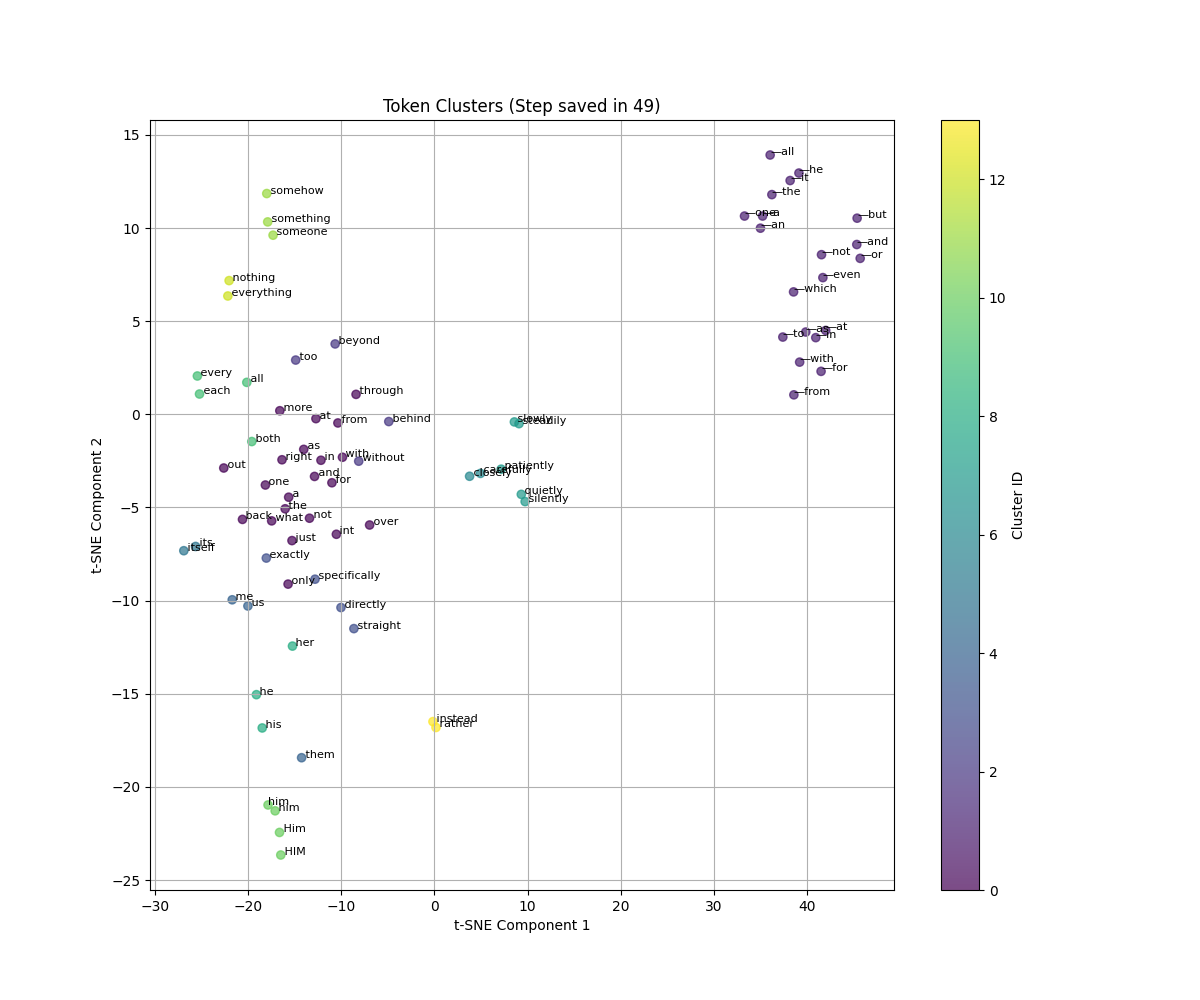 Token Clusters (Step saved in 49)
15
10
5
0
−5
−10
−15
−20
−25
t-SNE Component 2
−30
−20
−10
0
10
20
30
40
t-SNE Component 1
somehow
something
someone
nothing
everything
beyond
too
every
all
each
through
more
at
from
behind
both
as
right
in
with
without
out
and
for
one
a
the
back
what
not
over
int
just
its
itself
exactly
specifically
only
me
us
directly
straight
her
he
his
them
him
him
Him
HIM
instead
rather
slowly
steadily
patiently
carefully
closely
quietly
silently
—all
—he
—it
—the
—one
—a
—an
—but
—and
—or
—not
—even
—which
—to
—as
—at
—in
—with
—for
—from
12
10
8
6
4
2
0
Cluster ID